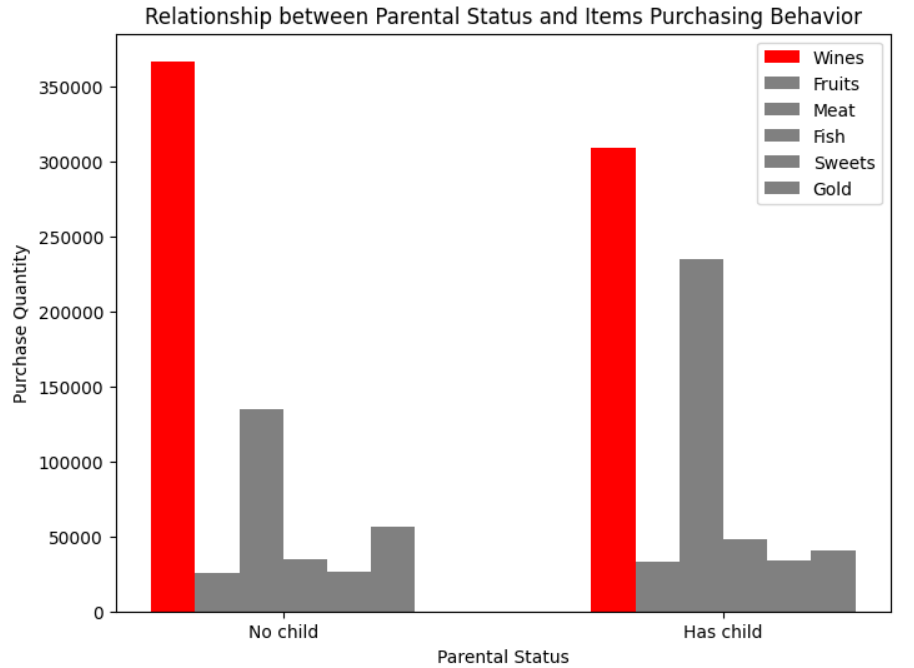 Relationship between Parental Status and Items Purchasing Behavior
Wines
Fruits
Meat
Fish
Sweets
Gold
Purchase Quantity
350000
300000
250000
200000
150000
100000
50000
0
No child
Has child
Parental Status